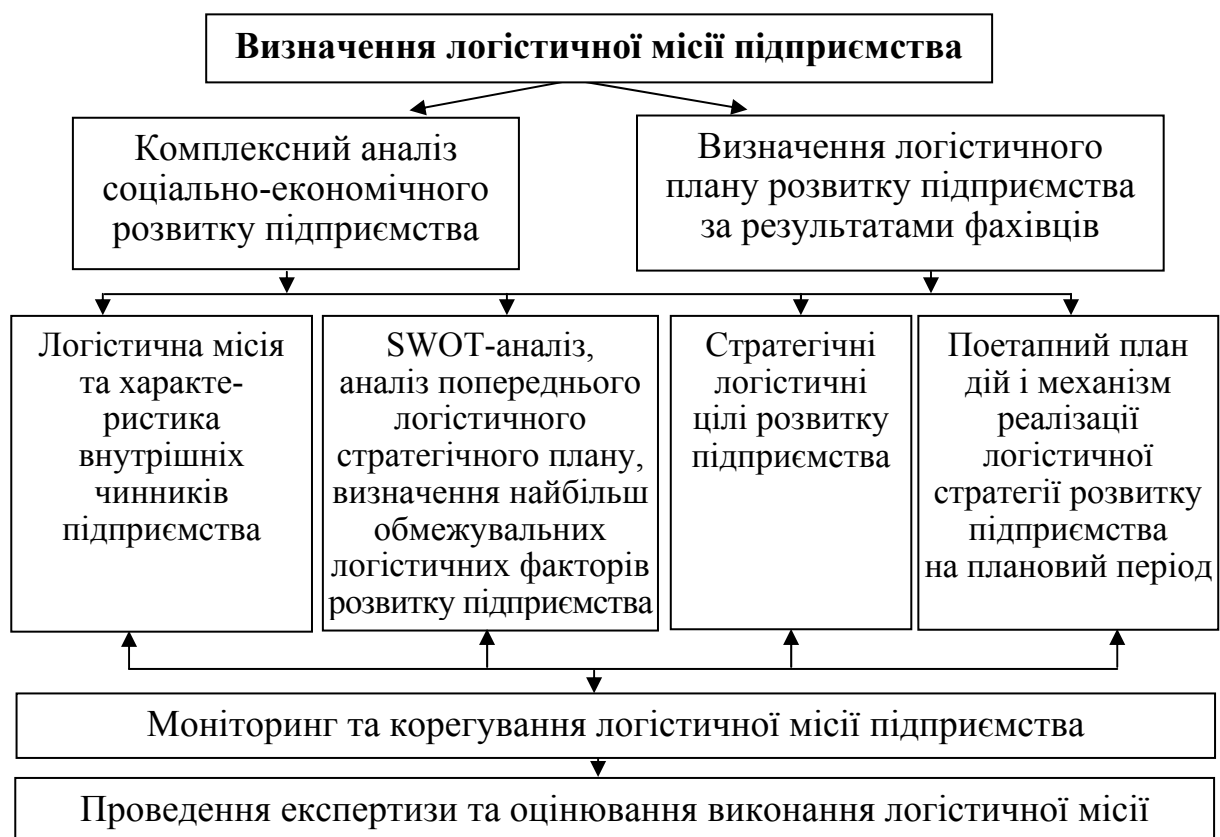 Визначення логістичної місії підприємства
Комплексний аналіз
соціально-економічного
розвитку підприємства
Визначення логістичного
плану розвитку підприємства
за результатами фахівців
Логістична місія
та характе-
ристика
внутрішніх
чинників
підприємства
SWOT-аналіз,
аналіз попереднього
логістичного
стратегічного плану,
визначення найбільш
обмежувальних
логістичних факторів
розвитку підприємства
Стратегічні
логістичні
цілі розвитку
підприємства
Поетапний план
дій і механізм
реалізації
логістичної
стратегії розвитку
підприємства
на плановий період
Моніторинг та корегування логістичної місії підприємства
Проведення експертизи та оцінювання виконання логістичної місії